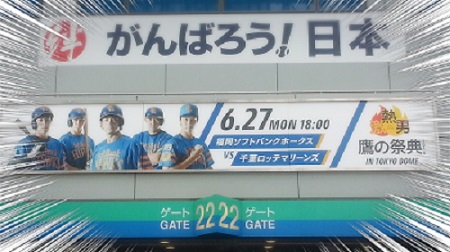 がんばろう!日本
6.27 MON 18:00
福岡ソフトバンクホークス
VS 千葉ロッテマリーンズ
熱男
鷹の祭典
IN TOKYO DOME
ゲート 22 22 ゲート
GATE GATE